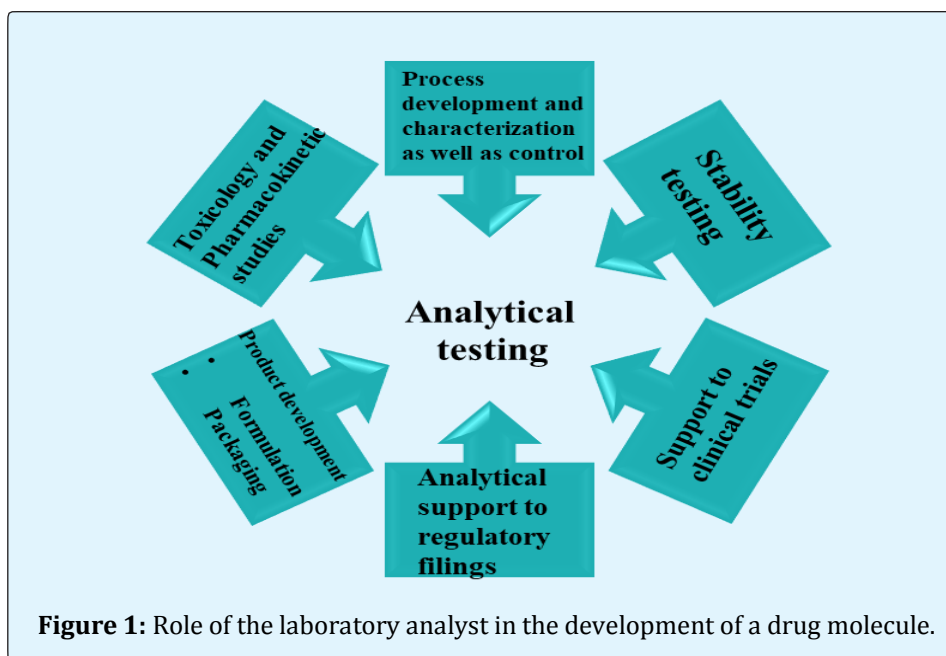 Process
development and
characterization
as well as control
Stability
testing
Support to
clinical trials
Analytical
support to
regulatory
filings
• Product development
• Formulation
Packaging
Toxicology and
Pharmacokinetic
studies
Analytical
testing
Figure 1: Role of the laboratory analyst in the development of a drug molecule.